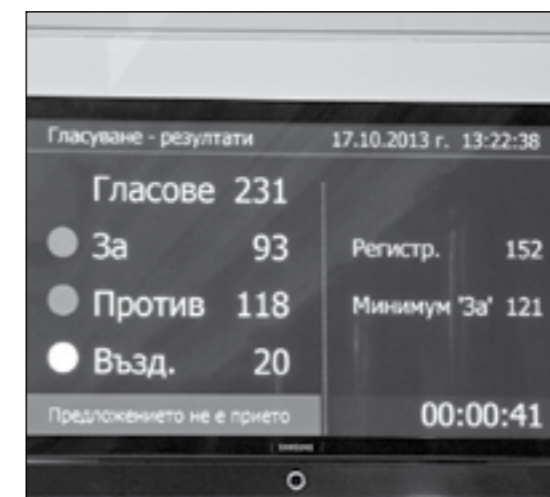 Гласуване - резултати 17.10.2013 г. 13:22:38
Гласове 231
За 93
Против 118
Възд. 20
Регистр. 152
Минимум "За" 121
Предложението не е прието
00:00:41
SAMSUNG